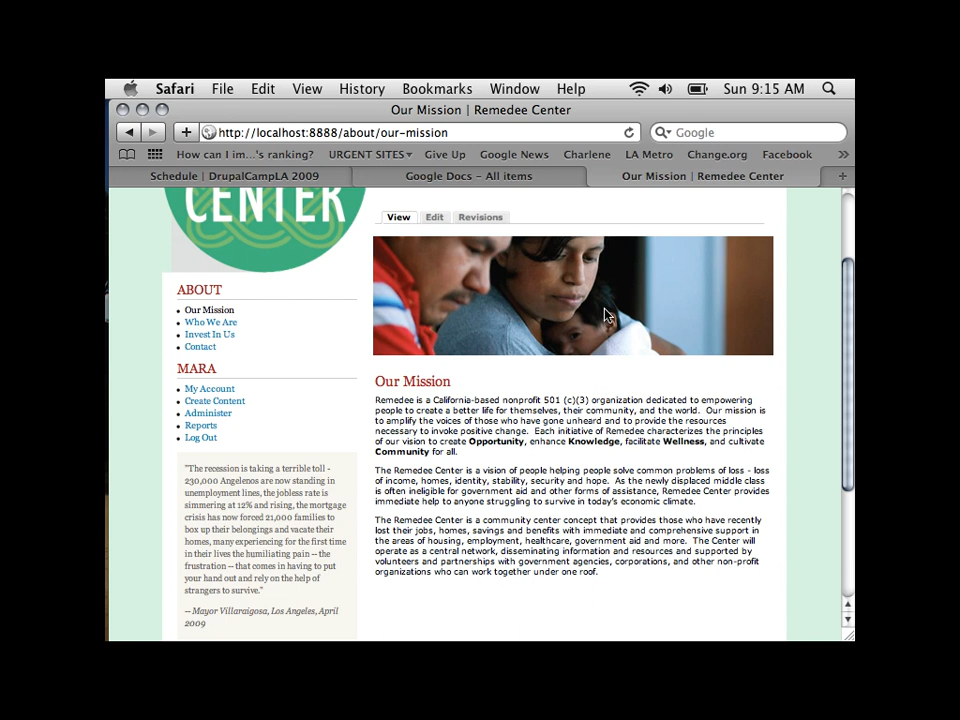 Safari File Edit View History Bookmarks Window Help Sun 9:15 AM
Our Mission | Remedee Center
http://localhost:8888/about/our-mission
Google
How can I im...'s ranking? URGENT SITES▾ Give Up Google News Charlene LA Metro Change.org Facebook »
Schedule | DrupalCampLA 2009 Google Docs – All items Our Mission | Remedee Center +
CENTER
View Edit Revisions
ABOUT
Our Mission
Who We Are
Invest In Us
Contact
MARA
My Account
Create Content
Administer
Reports
Log Out
"The recession is taking a terrible toll -
230,000 Angelenos are now standing in
unemployment lines, the jobless rate is
simmering at 12% and rising, the mortgage
crisis has now forced 21,000 families to
box up their belongings and vacate their
homes, many experiencing for the first time
in their lives the humiliating pain -- the
frustration -- that comes in having to put
your hand out and rely on the help of
strangers to survive."
-- Mayor Villaraigosa, Los Angeles, April
2009
Our Mission
Remedee is a California-based nonprofit 501 (c)(3) organization dedicated to empowering
people to create a better life for themselves, their community, and the world. Our mission is
to amplify the voices of those who have gone unheard and to provide the resources
necessary to invoke positive change. Each initiative of Remedee characterizes the principles
of our vision to create Opportunity, enhance Knowledge, facilitate Wellness, and cultivate
Community for all.
The Remedee Center is a vision of people helping people solve common problems of loss - loss
of income, homes, identity, stability, security and hope. As the newly displaced middle class
is often ineligible for government aid and other forms of assistance, Remedee Center provides
immediate help to anyone struggling to survive in today's economic climate.
The Remedee Center is a community center concept that provides those who have recently
lost their jobs, homes, savings and benefits with immediate and comprehensive support in
the areas of housing, employment, healthcare, government aid and more. The Center will
operate as a central network, disseminating information and resources and supported by
volunteers and partnerships with government agencies, corporations, and other non-profit
organizations who can work together under one roof.